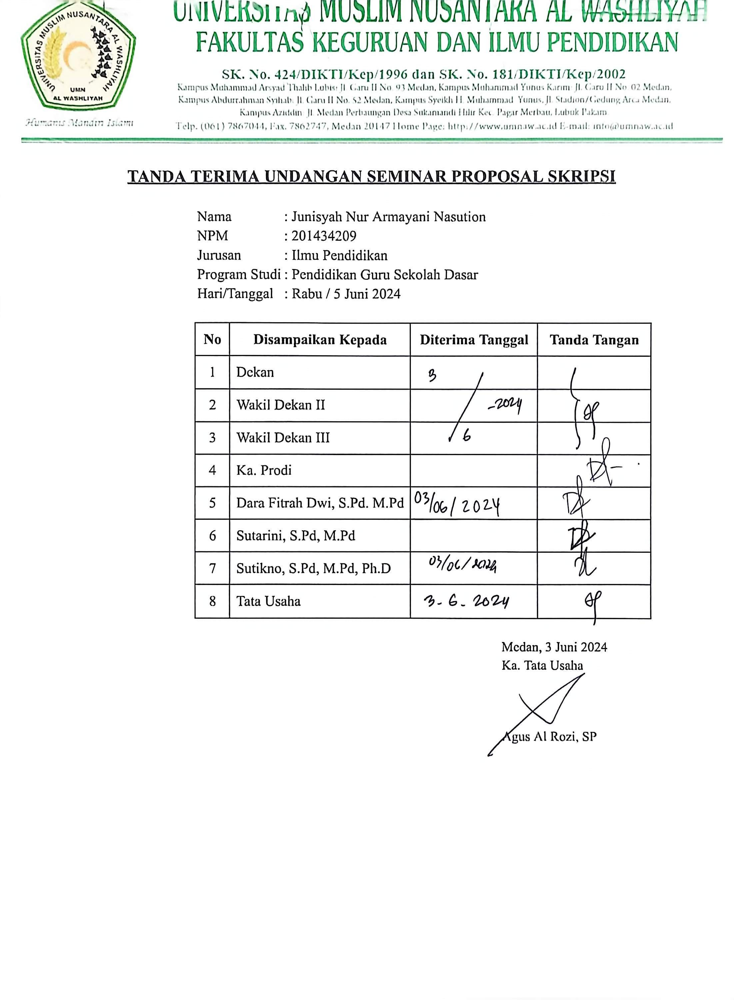 UNIVERSITAS MUSLIM NUSANTARA AL WASHLIYAH
FAKULTAS KEGURUAN DAN ILMU PENDIDIKAN
SK. No. 424/DIKTI/Kep/1996 dan SK. No. 181/DIKTI/Kep/2002
Kampus Muhammad Arsyad Thalib Lubis: Jl. Garu II No. 93 Medan, Kampus Muhammad Yunus Karim: Jl. Garu II No. 02 Medan,
Kampus Abdurrahman Syihab: Jl. Garu II No. 52 Medan, Kampus Syeikh H. Muhammad Yunus, Jl. Stadion/Gedung Arca Medan,
Kampus Aziddin: Jl. Medan Perbaungan Desa Sukamandi Hilir Kec. Pagar Merbau, Lubuk Pakam.
Telp. (061) 7867044, Fax. 7862747, Medan 20147 Home Page: http://www.umnaw.ac.id E-mail: info@umnaw.ac.id
UNIVERSITAS MUSLIM NUSANTARA AL WASHLIYAH
UMN
AL WASHLIYAH
Humanis Mandiri Islami
TANDA TERIMA UNDANGAN SEMINAR PROPOSAL SKRIPSI
Nama : Junisyah Nur Armayani Nasution
NPM : 201434209
Jurusan : Ilmu Pendidikan
Program Studi : Pendidikan Guru Sekolah Dasar
Hari/Tanggal : Rabu / 5 Juni 2024
No Disampaikan Kepada Diterima Tanggal Tanda Tangan
1 Dekan 3 /
2 Wakil Dekan II -2024
3 Wakil Dekan III 6
4 Ka. Prodi
5 Dara Fitrah Dwi, S.Pd. M.Pd 03/06/2024
6 Sutarini, S.Pd, M.Pd
7 Sutikno, S.Pd, M.Pd, Ph.D 03/06/2024
8 Tata Usaha 3-6-2024
Medan, 3 Juni 2024
Ka. Tata Usaha
Agus Al Rozi, SP